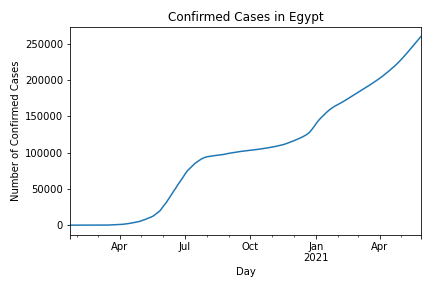 Confirmed Cases in Egypt
Number of Confirmed Cases
250000
200000
150000
100000
50000
0
Apr Jul Oct Jan Apr
2021
Day